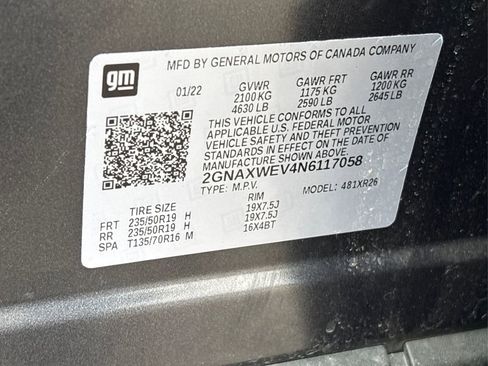 gm
MFD BY GENERAL MOTORS OF CANADA COMPANY
01/22 GVWR GAWR FRT GAWR RR
2100 KG 1175 KG 1200 KG
4630 LB 2590 LB 2645 LB
THIS VEHICLE CONFORMS TO ALL
APPLICABLE U.S. FEDERAL MOTOR
VEHICLE SAFETY AND THEFT PREVENTION
STANDARDS IN EFFECT ON THE DATE OF
MANUFACTURE SHOWN ABOVE.
2GNAXWEV4N6117058
TYPE: M.P.V. MODEL: 481XR26
TIRE SIZE RIM
FRT 235/50R19 H 19X7.5J
RR 235/50R19 H 19X7.5J
SPA T135/70R16 M 16X4BT